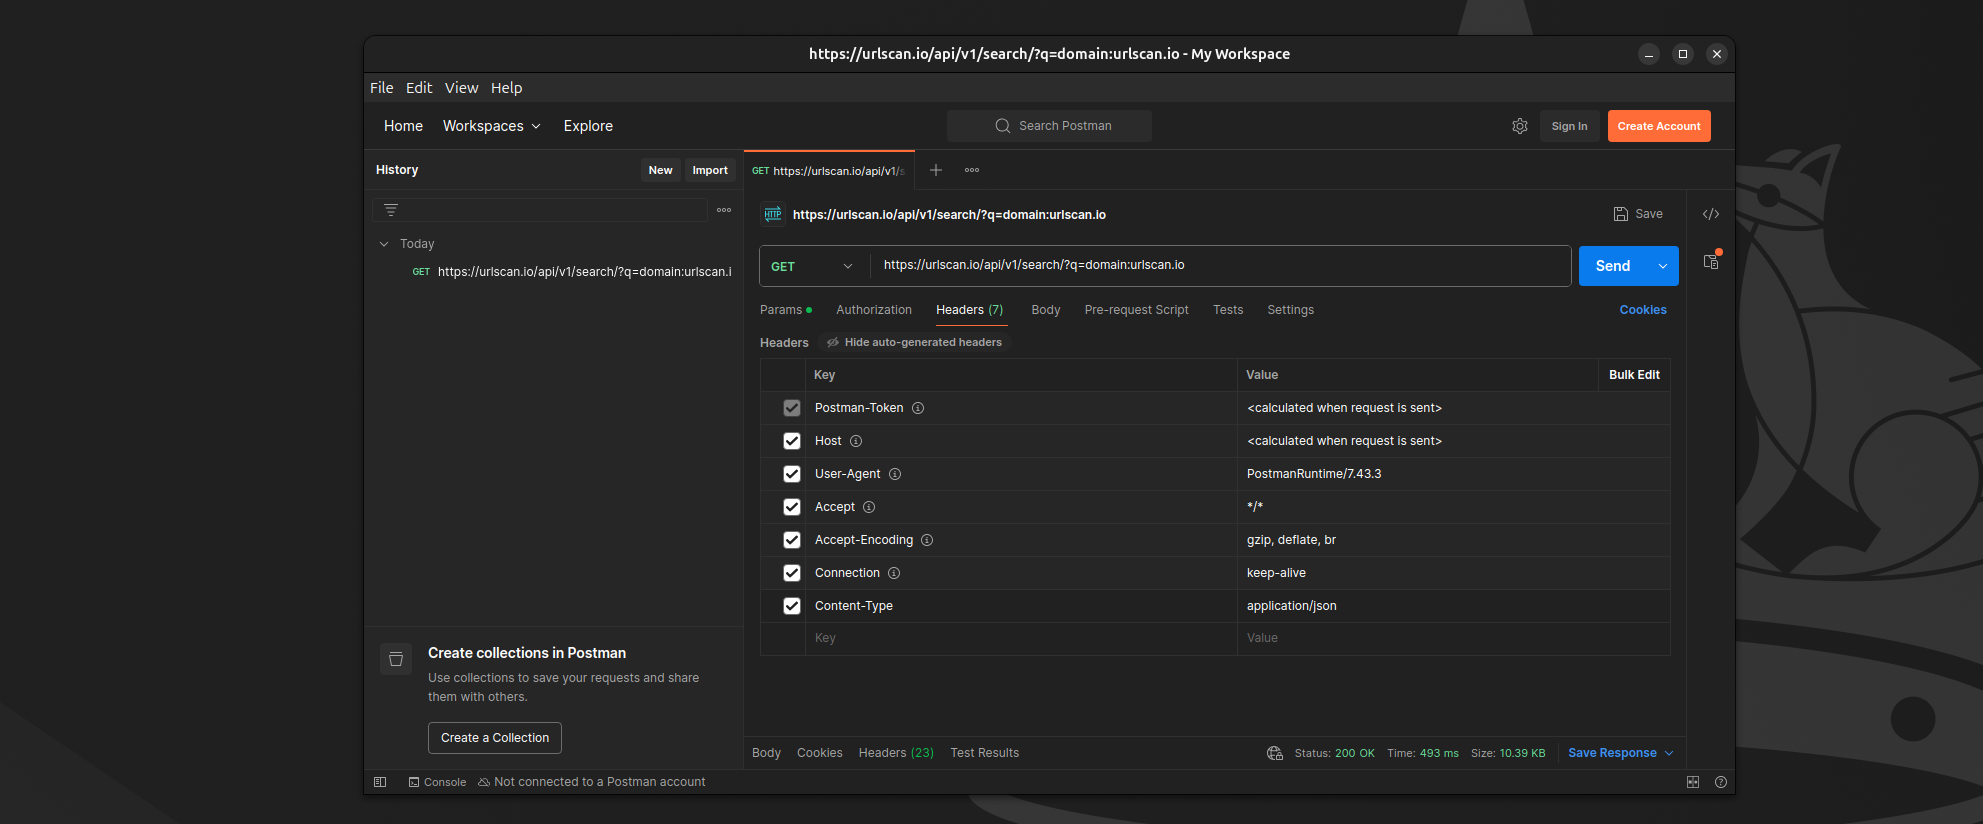 https://urlscan.io/api/v1/search/?q=domain:urlscan.io - My Workspace
File Edit View Help
Home Workspaces Explore Search Postman Sign In Create Account
History New Import GET https://urlscan.io/api/v1/s
HTTP https://urlscan.io/api/v1/search/?q=domain:urlscan.io Save
Today
GET https://urlscan.io/api/v1/search/?q=domain:urlscan.i
GET https://urlscan.io/api/v1/search/?q=domain:urlscan.io Send
Params Authorization Headers (7) Body Pre-request Script Tests Settings Cookies
Headers Hide auto-generated headers
Key Value Bulk Edit
Postman-Token <calculated when request is sent>
Host <calculated when request is sent>
User-Agent PostmanRuntime/7.43.3
Accept */*
Accept-Encoding gzip, deflate, br
Connection keep-alive
Content-Type application/json
Key Value
Create collections in Postman
Use collections to save your requests and share
them with others.
Create a Collection
Body Cookies Headers (23) Test Results Status: 200 OK Time: 493 ms Size: 10.39 KB Save Response
Console Not connected to a Postman account